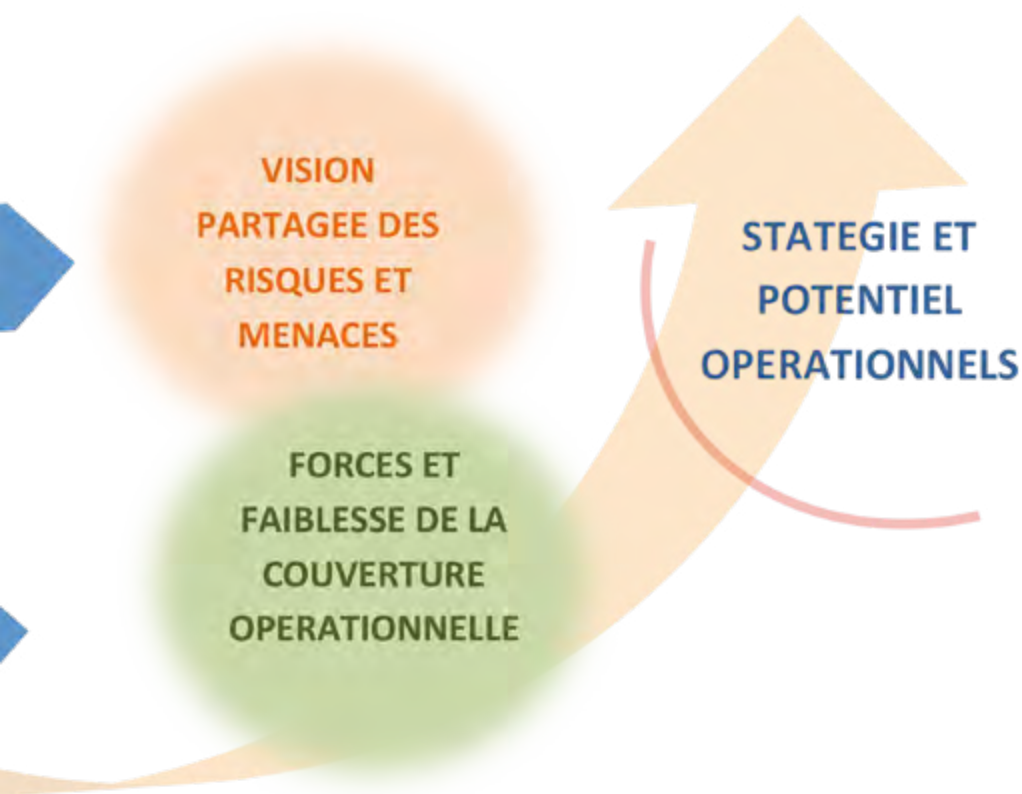 VISION
PARTAGEE DES
RISQUES ET
MENACES
FORCES ET
FAIBLESSE DE LA
COUVERTURE
OPERATIONNELLE
STATEGIE ET
POTENTIEL
OPERATIONNELS